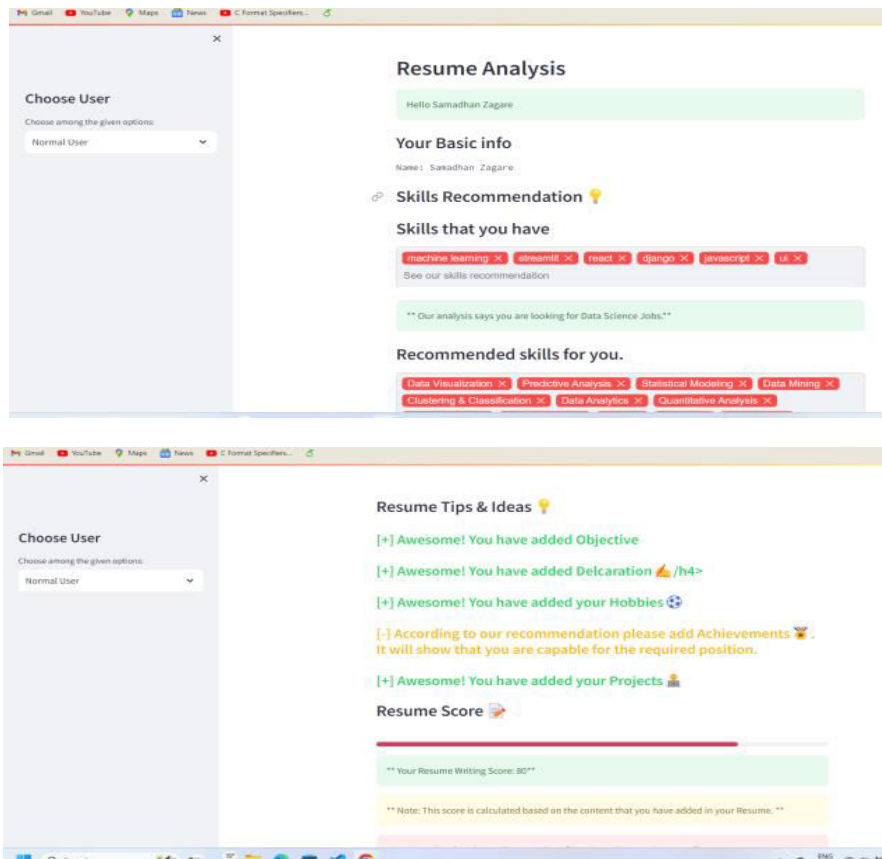 Gmail YouTube Maps News C Format Specifiers...
Resume Analysis
Choose User
Hello Samadhan Zagare
Choose among the given options:
Normal User
Your Basic info
Name: Samadhan Zagare
Skills Recommendation
Skills that you have
machine learning × streamlit × react × django × javascript × ui ×
See our skills recommendation
** Our analysis says you are looking for Data Science Jobs.**
Recommended skills for you.
Data Visualization × Predictive Analysis × Statistical Modeling × Data Mining ×
Clustering & Classification × Data Analytics × Quantitative Analysis ×
Gmail YouTube Maps News C Format Specifiers...
Resume Tips & Ideas
Choose User
[+] Awesome! You have added Objective
Choose among the given options:
Normal User
[+] Awesome! You have added Delcaration /h4>
[+] Awesome! You have added your Hobbies
[-] According to our recommendation please add Achievements .
It will show that you are capable for the required position.
[+] Awesome! You have added your Projects
Resume Score
** Your Resume Writing Score: 80**
** Note: This score is calculated based on the content that you have added in your Resume. **
ENG